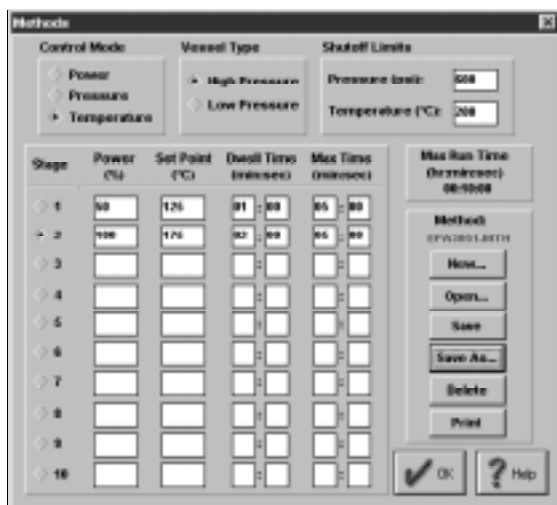 Methods
Control Mode
Power
Pressure
Temperature
Vessel Type
High Pressure
Low Pressure
Shutoff Limits
Pressure (psi): 600
Temperature (°C): 200
Stage Power (%) Set Point (°C) Dwell Time (min:sec) Max Time (min:sec)
1 50 125 01 : 00 05 : 00
2 100 175 02 : 00 05 : 00
3 : :
4 : :
5 : :
6 : :
7 : :
8 : :
9 : :
10 : :
Max Run Time
(hr:min:sec)
00:10:00
Method:
New...
Open...
Save
Save As...
Delete
Print
OK
Help